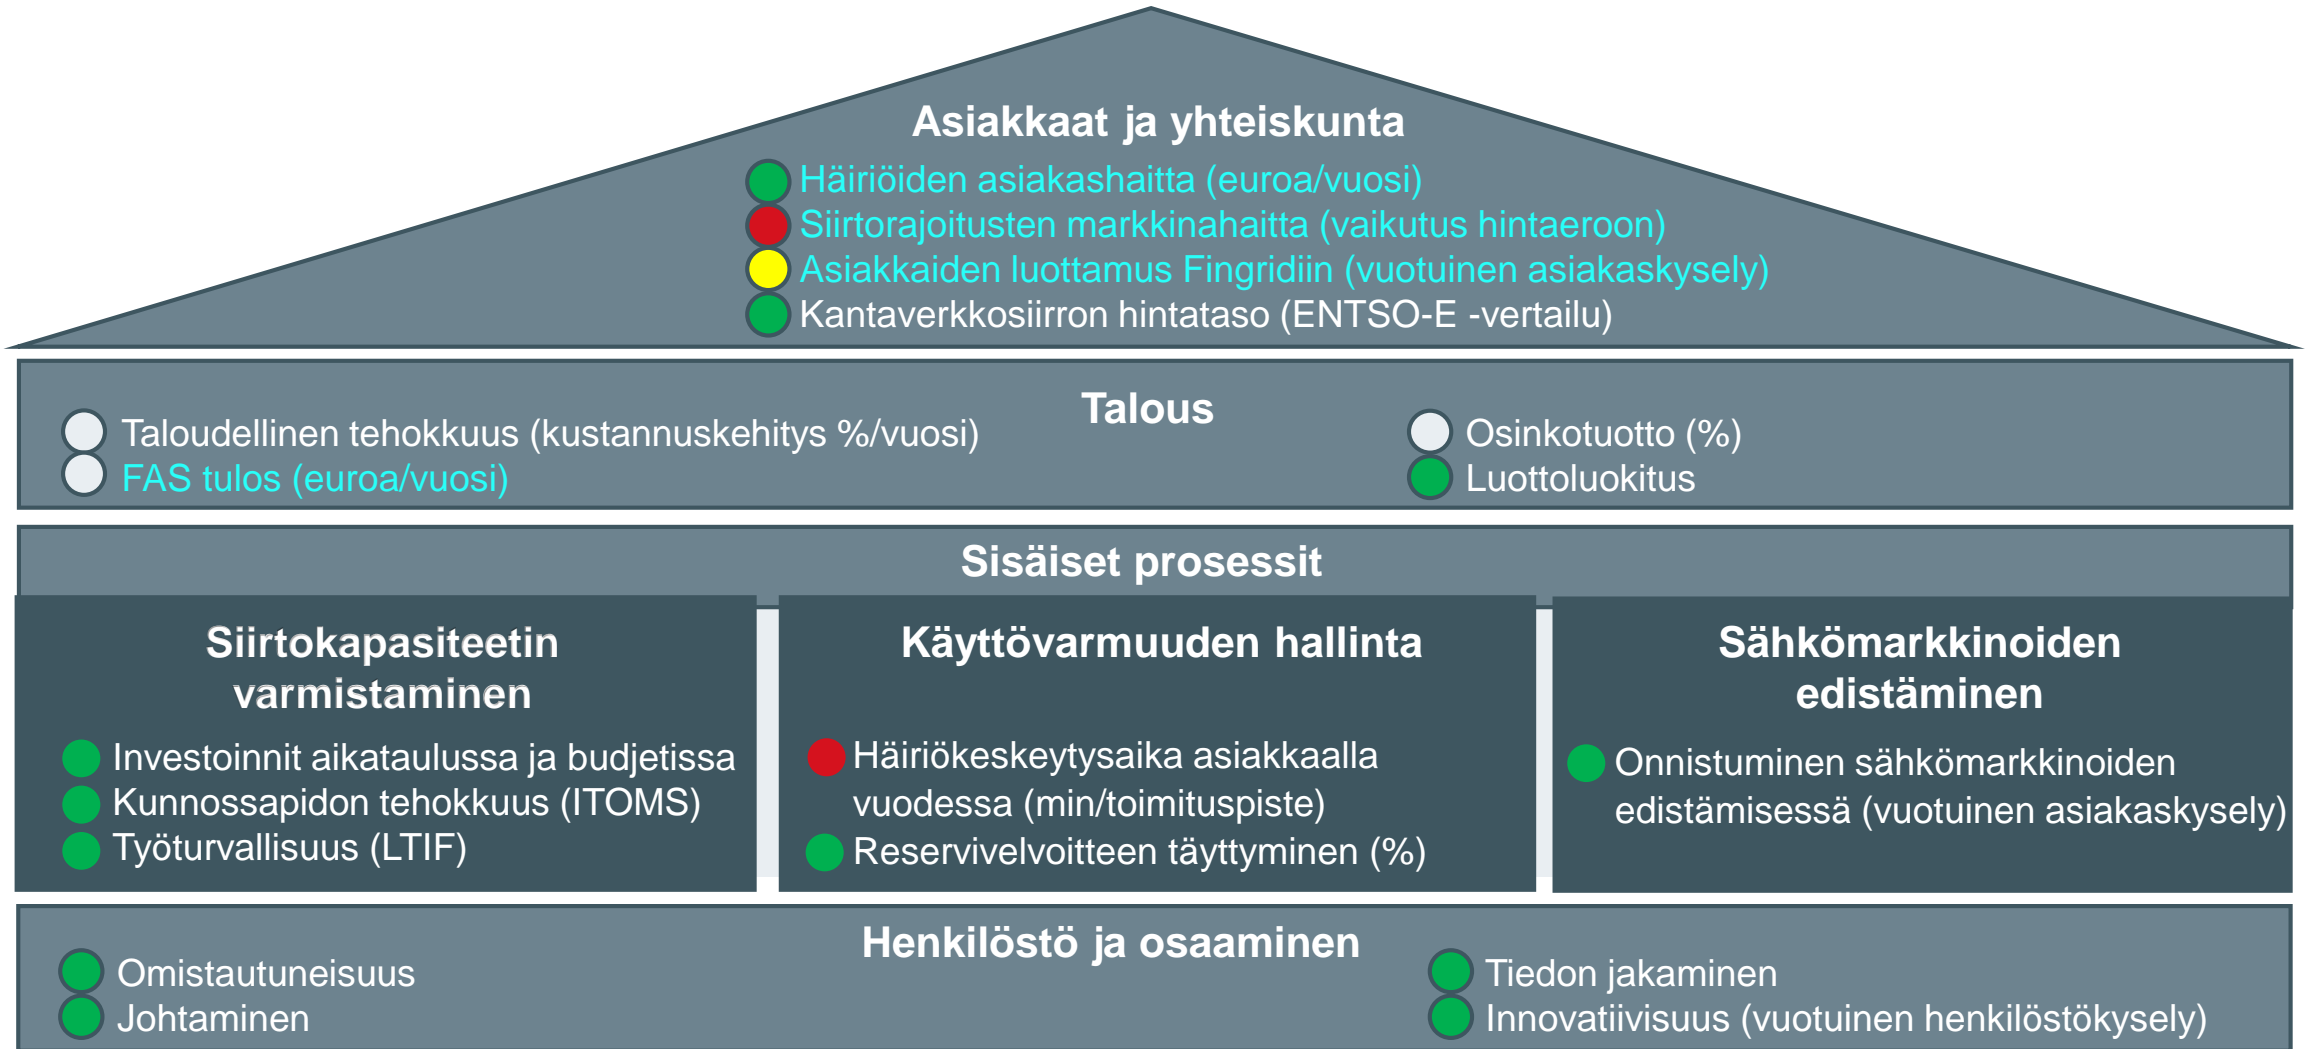 Asiakkaat ja yhteiskunta
Häiriöiden asiakashaitta (euroa/vuosi)
Siirtorajoitusten markkinahaitta (vaikutus hintaeroon)
Asiakkaiden luottamus Fingridiin (vuotuinen asiakaskysely)
Kantaverkkosiirron hintataso (ENTSO-E -vertailu)
Talous
Taloudellinen tehokkuus (kustannuskehitys %/vuosi)
FAS tulos (euroa/vuosi)
Osinkotuotto (%)
Luottoluokitus
Sisäiset prosessit
Siirtokapasiteetin
varmistaminen
Investoinnit aikataulussa ja budjetissa
Kunnossapidon tehokkuus (ITOMS)
Työturvallisuus (LTIF)
Käyttövarmuuden hallinta
Häiriökeskeytysaika asiakkaalla
vuodessa (min/toimituspiste)
Reservivelvoitteen täyttyminen (%)
Sähkömarkkinoiden
edistäminen
Onnistuminen sähkömarkkinoiden
edistämisessä (vuotuinen asiakaskysely)
Henkilöstö ja osaaminen
Omistautuneisuus
Johtaminen
Tiedon jakaminen
Innovatiivisuus (vuotuinen henkilöstökysely)